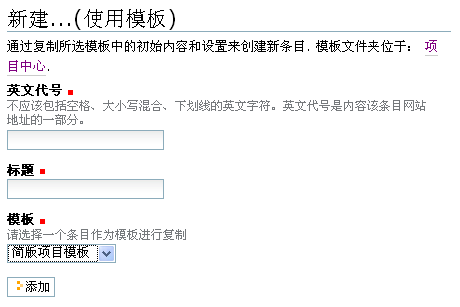 新建...(使用模板)
通过复制所选模板中的初始内容和设置来创建新条目. 模板文件夹位于： 项
目中心.
英文代号
不应该包括空格、大小写混合、下划线的英文字符。英文代号是内容该条目网站
地址的一部分。
标题
模板
请选择一个条目作为模板进行复制
简版项目模板
添加